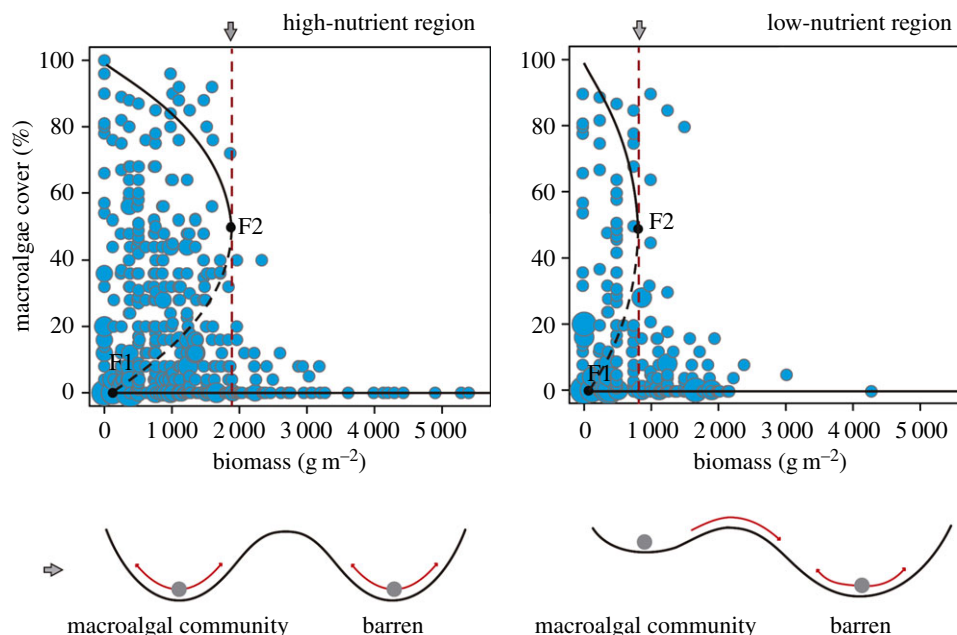 high-nutrient region
low-nutrient region
macroalgae cover (%)
100
80
60
40
20
0
F2
F1
0
1 000
2 000
3 000
4 000
5 000
biomass (g m–2)
100
80
60
40
20
0
F2
F1
0
1 000
2 000
3 000
4 000
5 000
biomass (g m–2)
macroalgal community
barren
macroalgal community
barren